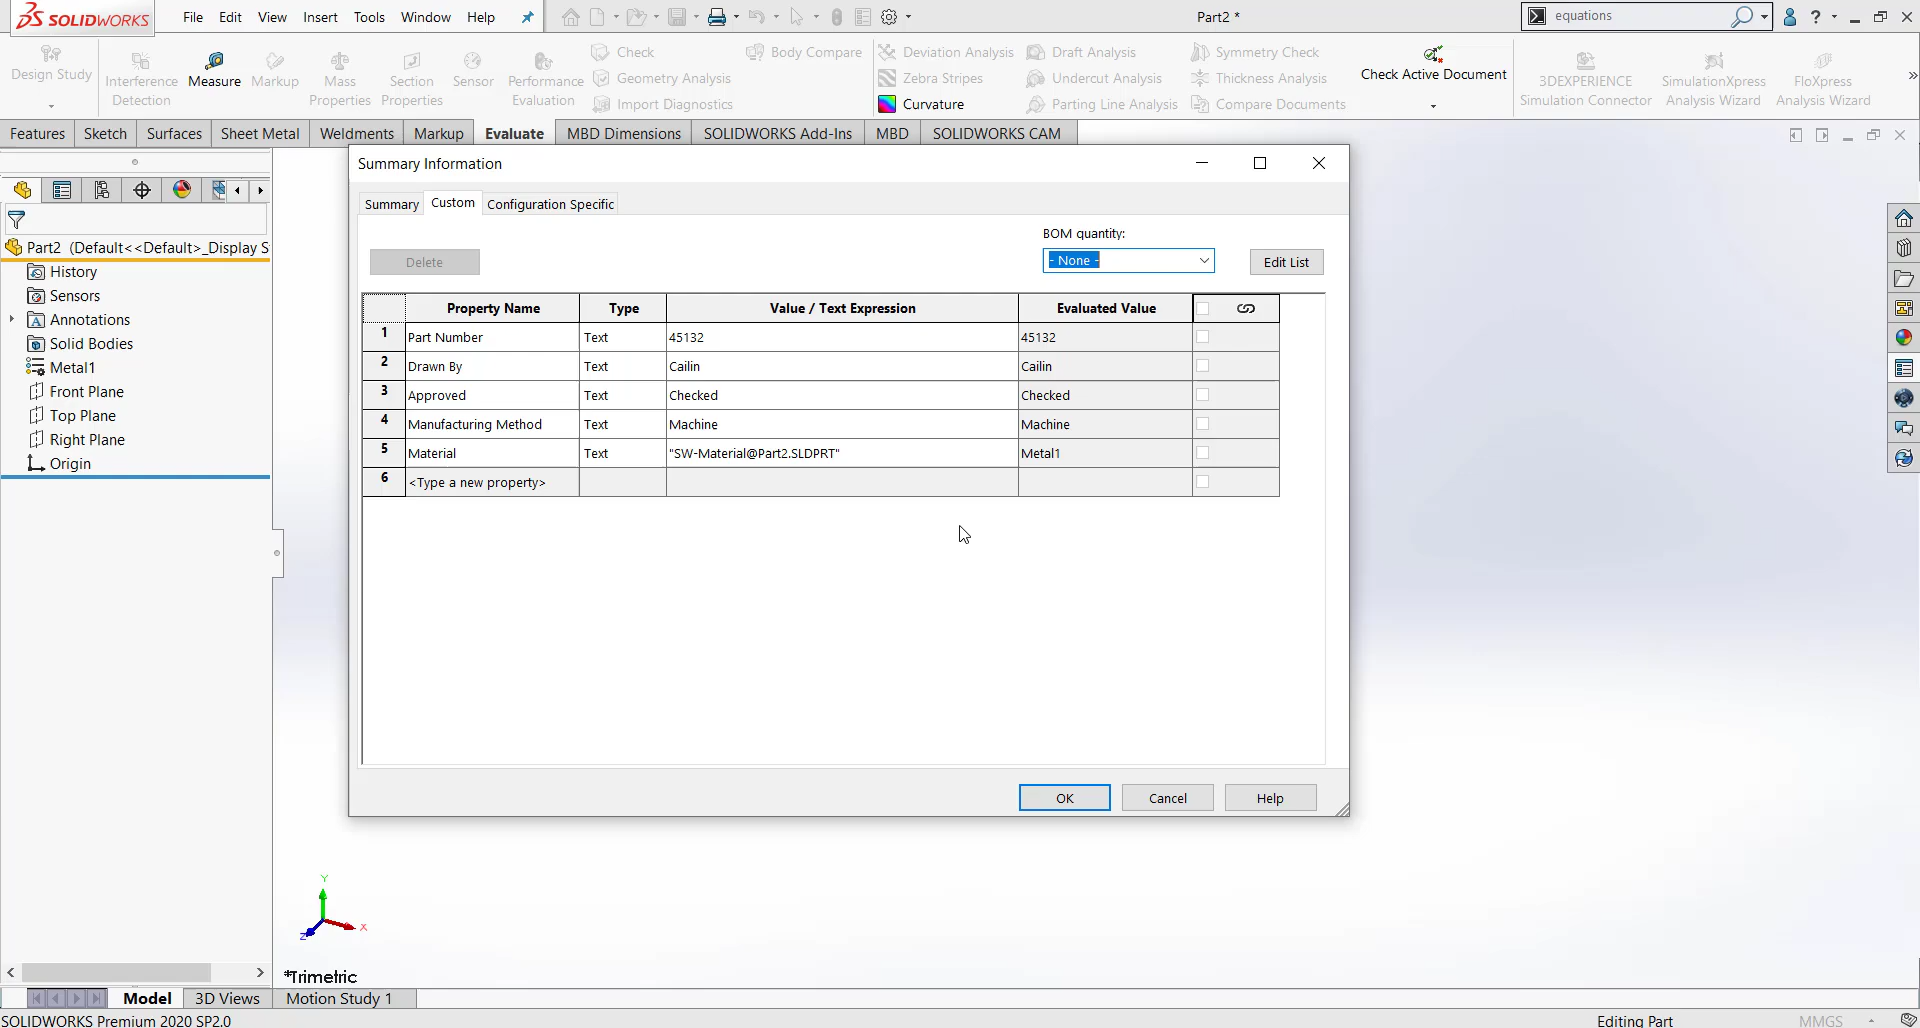 SOLIDWORKS File Edit View Insert Tools Window Help Part2 * equations ?
Design Study Interference Detection Measure Markup Mass Properties Section Properties Sensor Performance Evaluation
Check Geometry Analysis Import Diagnostics Body Compare
Deviation Analysis Zebra Stripes Curvature
Draft Analysis Undercut Analysis Parting Line Analysis
Symmetry Check Thickness Analysis Compare Documents
Check Active Document 3DEXPERIENCE Simulation Connector SimulationXpress Analysis Wizard FloXpress Analysis Wizard
Features Sketch Surfaces Sheet Metal Weldments Markup Evaluate MBD Dimensions SOLIDWORKS Add-Ins MBD SOLIDWORKS CAM
Part2 (Default<<Default>_Display S
History
Sensors
Annotations
Solid Bodies
Metal1
Front Plane
Top Plane
Right Plane
Origin
Summary Information
Summary Custom Configuration Specific
BOM quantity:
Delete - None - Edit List
Property Name Type Value / Text Expression Evaluated Value
1 Part Number Text 45132 45132
2 Drawn By Text Cailin Cailin
3 Approved Text Checked Checked
4 Manufacturing Method Text Machine Machine
5 Material Text "SW-Material@Part2.SLDPRT" Metal1
6 <Type a new property>
OK Cancel Help
Y
X
Z
*Trimetric
Model 3D Views Motion Study 1
SOLIDWORKS Premium 2020 SP2.0 Editing Part MMGS